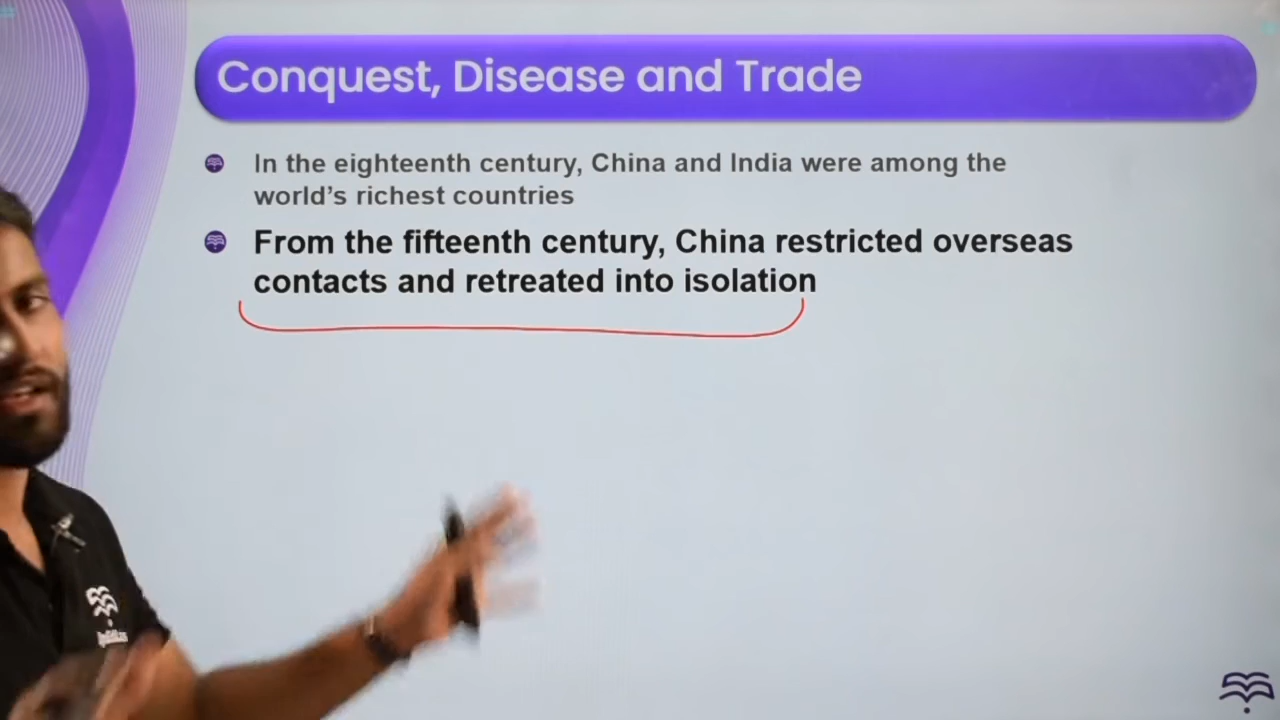 Conquest, Disease and Trade
In the eighteenth century, China and India were among the
world's richest countries
From the fifteenth century, China restricted overseas
contacts and retreated into isolation